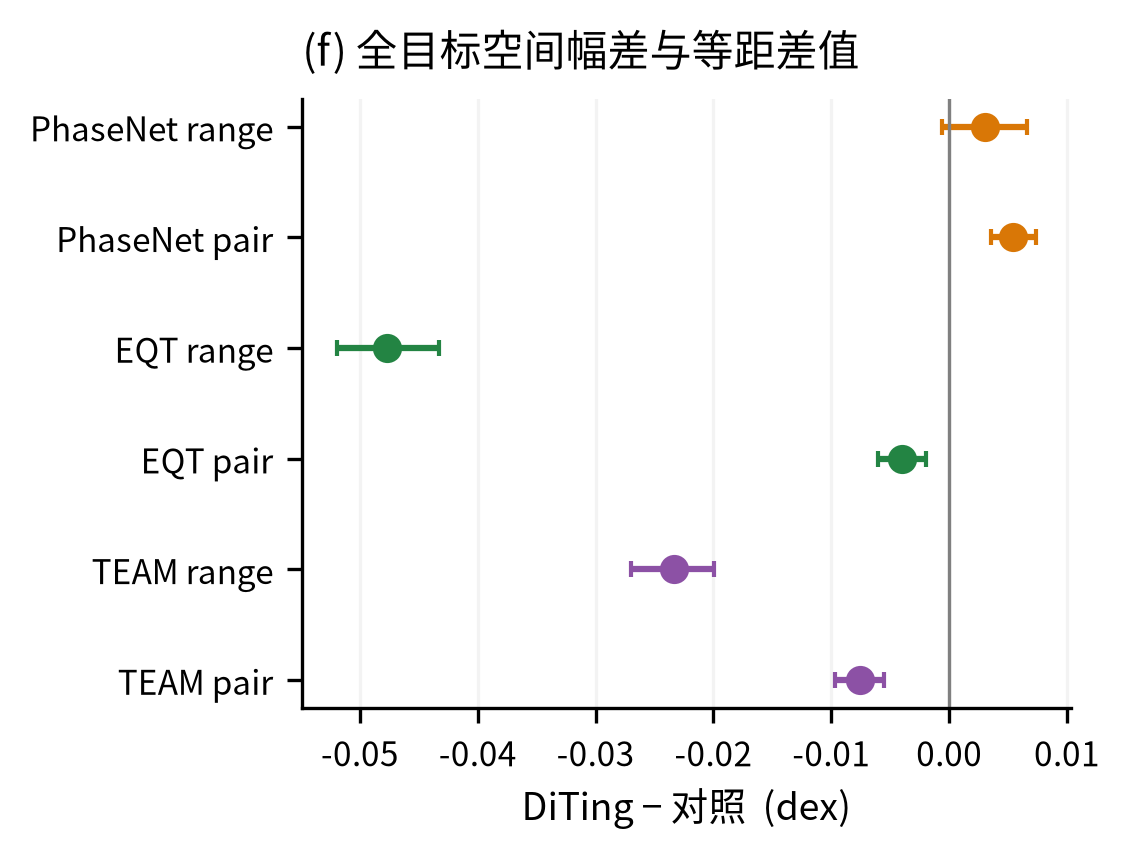 (f) 全目标空间幅差与等距差值
PhaseNet range
PhaseNet pair
EQT range
EQT pair
TEAM range
TEAM pair
-0.05 -0.04 -0.03 -0.02 -0.01 0.00 0.01
DiTing − 对照 (dex)